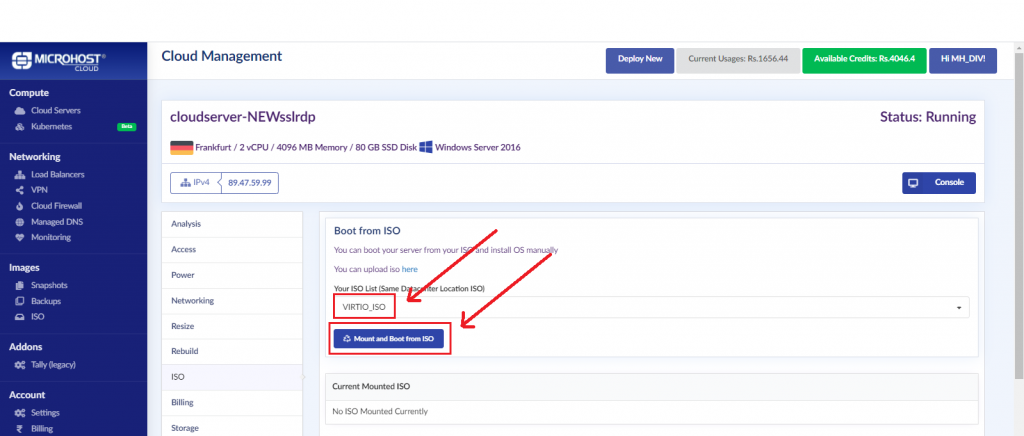 MICROHOST®
CLOUD
Cloud Management
Deploy New
Current Usages: Rs.1656.44
Available Credits: Rs.4046.4
Hi MH_DIV!
Compute
Cloud Servers
Kubernetes
Beta
Networking
Load Balancers
VPN
Cloud Firewall
Managed DNS
Monitoring
Images
Snapshots
Backups
ISO
Addons
Tally (legacy)
Account
Settings
₹ Billing
cloudserver-NEWsslrdp
Status: Running
Frankfurt / 2 vCPU / 4096 MB Memory / 80 GB SSD Disk Windows Server 2016
IPv4
89.47.59.99
Console
Analysis
Access
Power
Networking
Resize
Rebuild
ISO
Billing
Storage
Boot from ISO
You can boot your server from your ISO and install OS manually
You can upload iso here
Your ISO List (Same Datacenter Location ISO)
VIRTIO_ISO
Mount and Boot from ISO
Current Mounted ISO
No ISO Mounted Currently